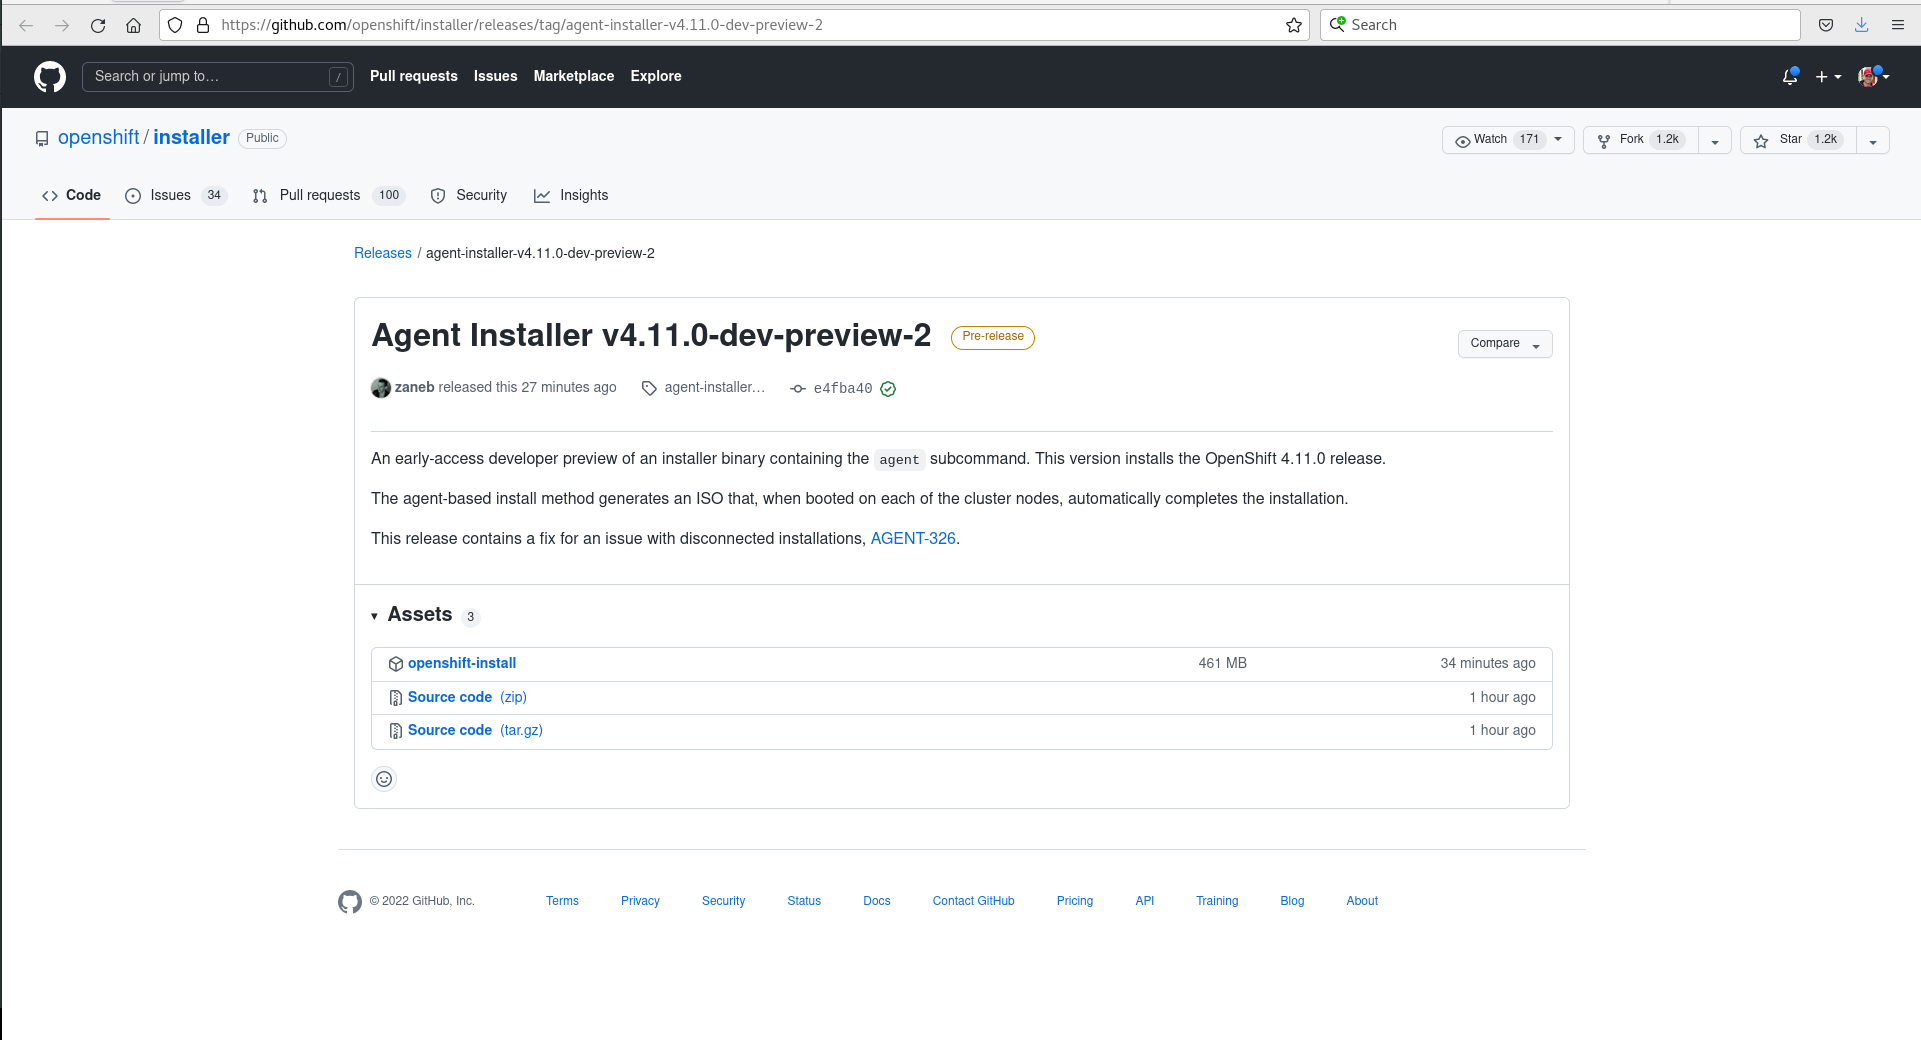 https://github.com/openshift/installer/releases/tag/agent-installer-v4.11.0-dev-preview-2
Search
Search or jump to…
/
Pull requests
Issues
Marketplace
Explore
openshift / installer
Public
Watch 171
Fork 1.2k
Star 1.2k
Code
Issues 34
Pull requests 100
Security
Insights
Releases / agent-installer-v4.11.0-dev-preview-2
Agent Installer v4.11.0-dev-preview-2
Pre-release
Compare
zaneb released this 27 minutes ago
agent-installer…
e4fba40
An early-access developer preview of an installer binary containing the agent subcommand. This version installs the OpenShift 4.11.0 release.
The agent-based install method generates an ISO that, when booted on each of the cluster nodes, automatically completes the installation.
This release contains a fix for an issue with disconnected installations, AGENT-326.
Assets 3
openshift-install 461 MB 34 minutes ago
Source code (zip) 1 hour ago
Source code (tar.gz) 1 hour ago
© 2022 GitHub, Inc.
Terms
Privacy
Security
Status
Docs
Contact GitHub
Pricing
API
Training
Blog
About